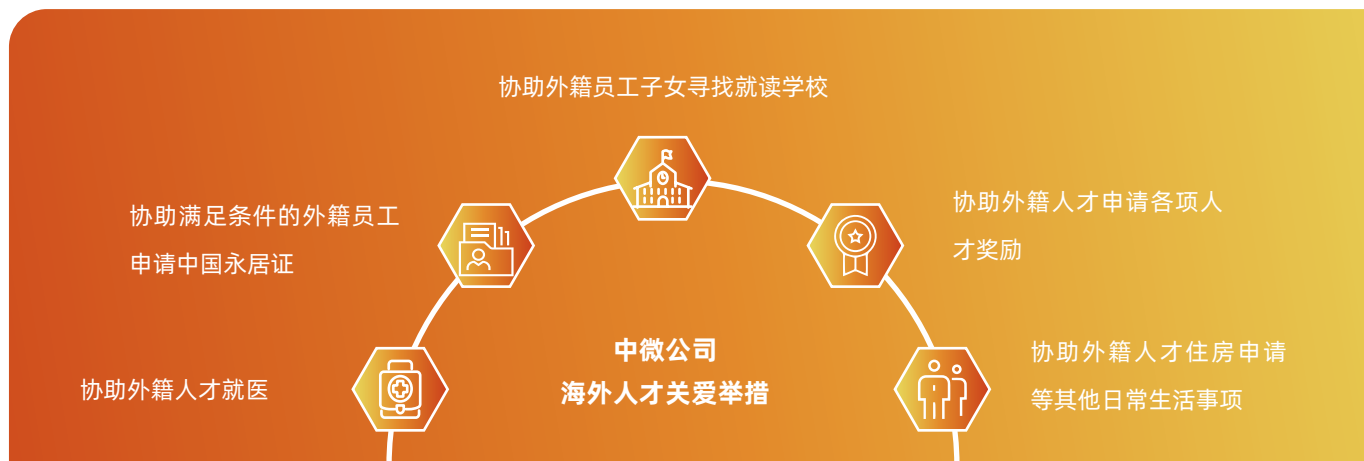 协助外籍员工子女寻找就读学校
协助满足条件的外籍员工
申请中国永居证
协助外籍人才申请各项人
才奖励
协助外籍人才就医
中微公司
海外人才关爱举措
协助外籍人才住房申请
等其他日常生活事项